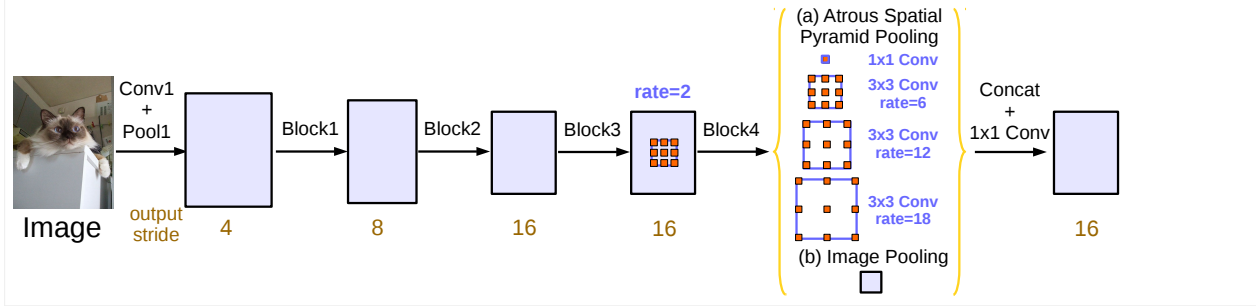 (a) Atrous Spatial
Pyramid Pooling
1x1 Conv
3x3 Conv
rate=6
3x3 Conv
rate=12
3x3 Conv
rate=18
(b) Image Pooling
Conv1
+
Pool1
Block1
Block2
Block3
rate=2
Block4
Concat
+
1x1 Conv
Image
output
stride
4
8
16
16
16